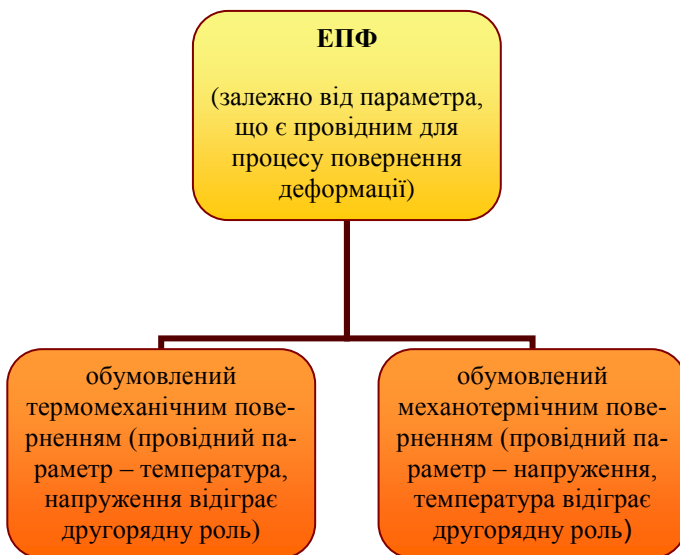 ЕПФ
(залежно від параметра,
що є провідним для
процесу повернення
деформації)
обумовлений
термомеханічним пове-
рненням (провідний па-
раметр – температура,
напруження відіграє
другорядну роль)
обумовлений
механотермічним пове-
рненням (провідний па-
раметр – напруження,
температура відіграє
другорядну роль)